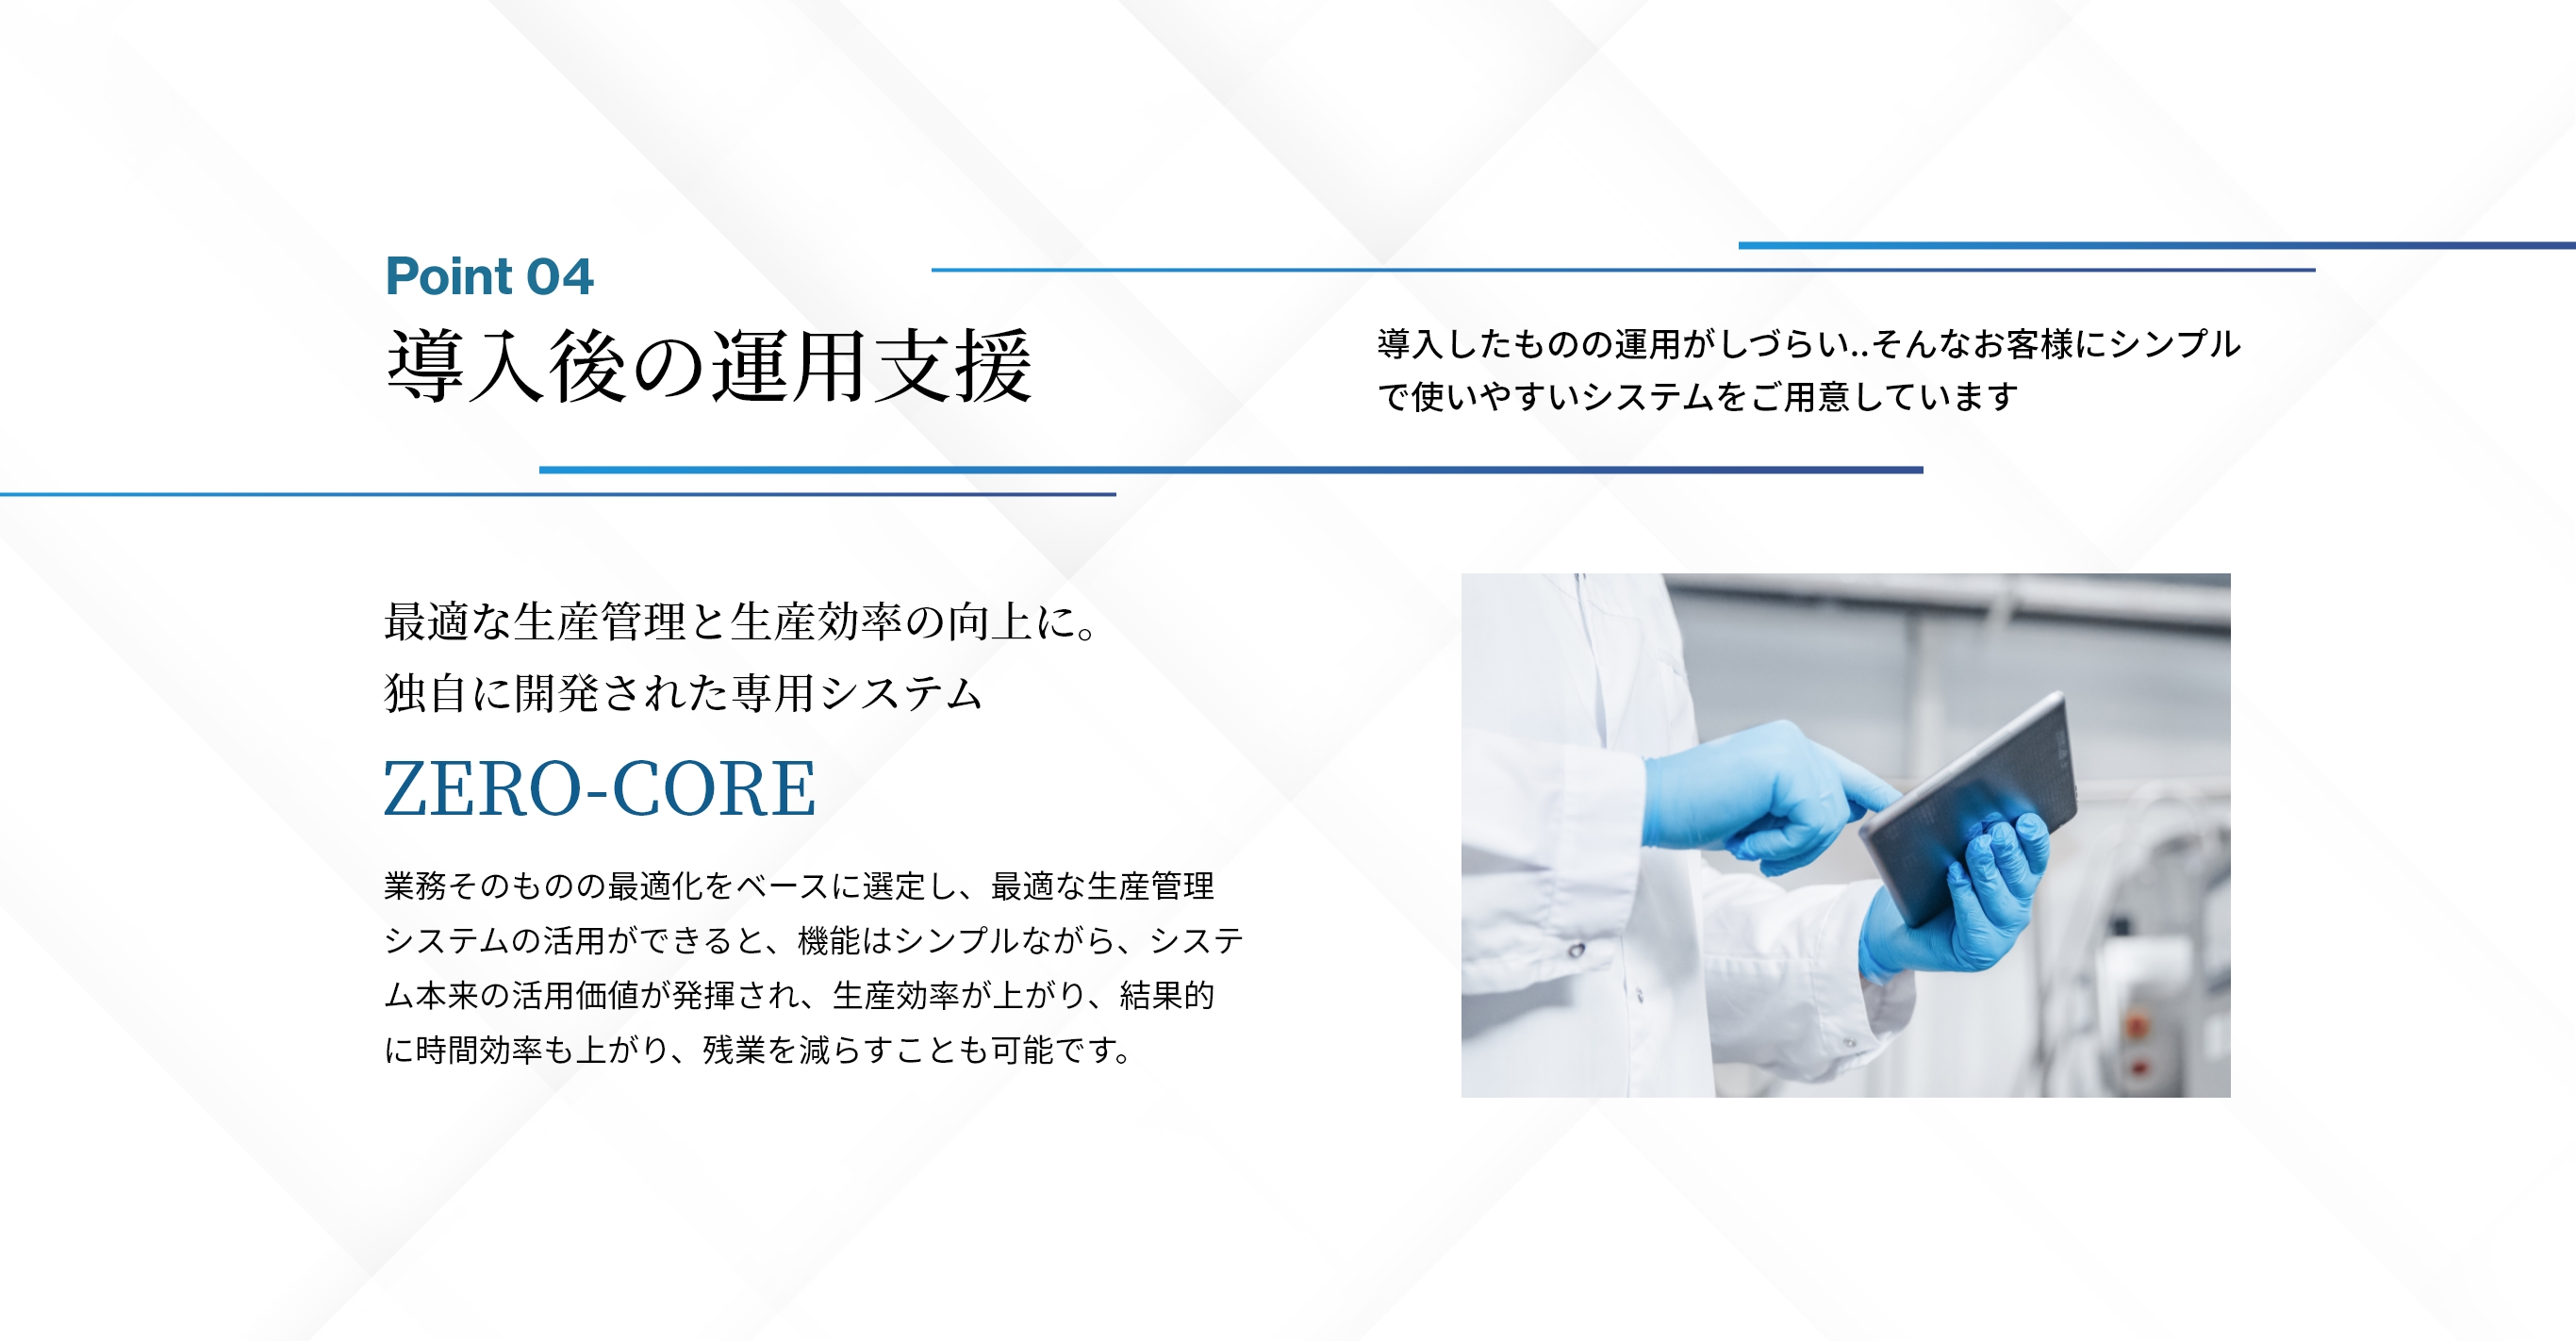 Point 04
導入後の運用支援
導入したものの運用がしづらい..そんなお客様にシンプル
で使いやすいシステムをご用意しています
最適な生産管理と生産効率の向上に。
独自に開発された専用システム
ZERO-CORE
業務そのものの最適化をベースに選定し、最適な生産管理
システムの活用ができると、機能はシンプルながら、システ
ム本来の活用価値が発揮され、生産効率が上がり、結果的
に時間効率も上がり、残業を減らすことも可能です。